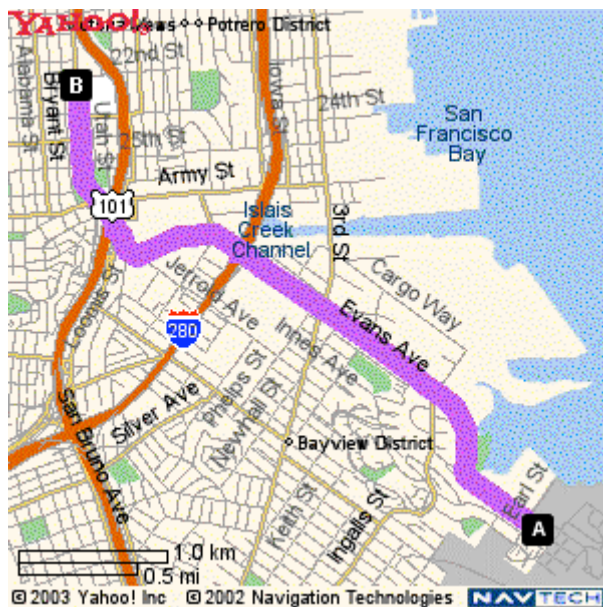 YAHOO!
Potrero District
22nd St
Alabama St
Bryant St
B
Utah St
Iowa St
24th St
25th St
San
Francisco
Bay
Army St
101
Islais
Creek
Channel
3rd St
Cargo Way
Jerrold Ave
Loomis St
280
Innes Ave
Evans Ave
Phelps St
Silver Ave
Newhall St
San Bruno Ave
Bayview District
Keith St
Ingalls St
Earl St
A
1.0 km
0.5 mi
© 2003 Yahoo! Inc © 2002 Navigation Technologies NAVTECH